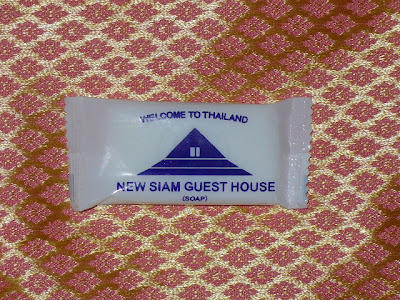 WELCOME TO THAILAND
NEW SIAM GUEST HOUSE
(SOAP)